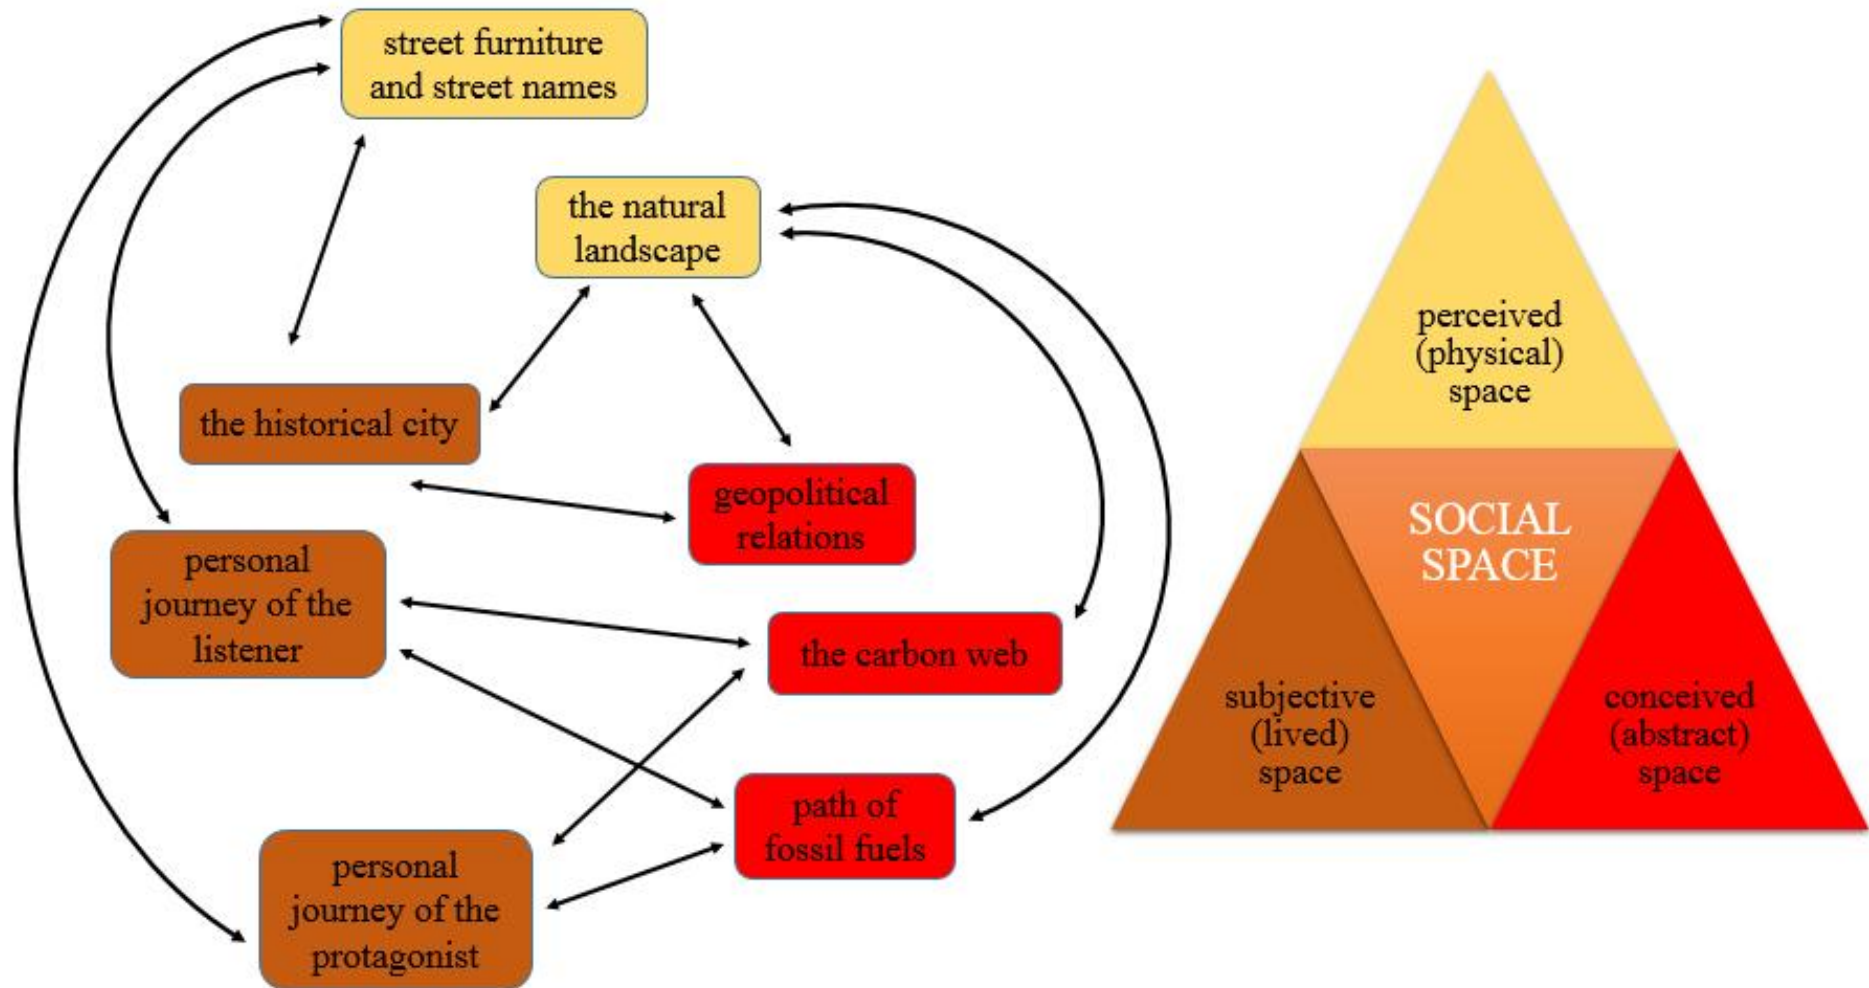 street furniture
and street names
the natural
landscape
the historical city
geopolitical
relations
personal
journey of the
listener
the carbon web
path of
fossil fuels
personal
journey of the
protagonist
perceived
(physical)
space
SOCIAL
SPACE
subjective
(lived)
space
conceived
(abstract)
space